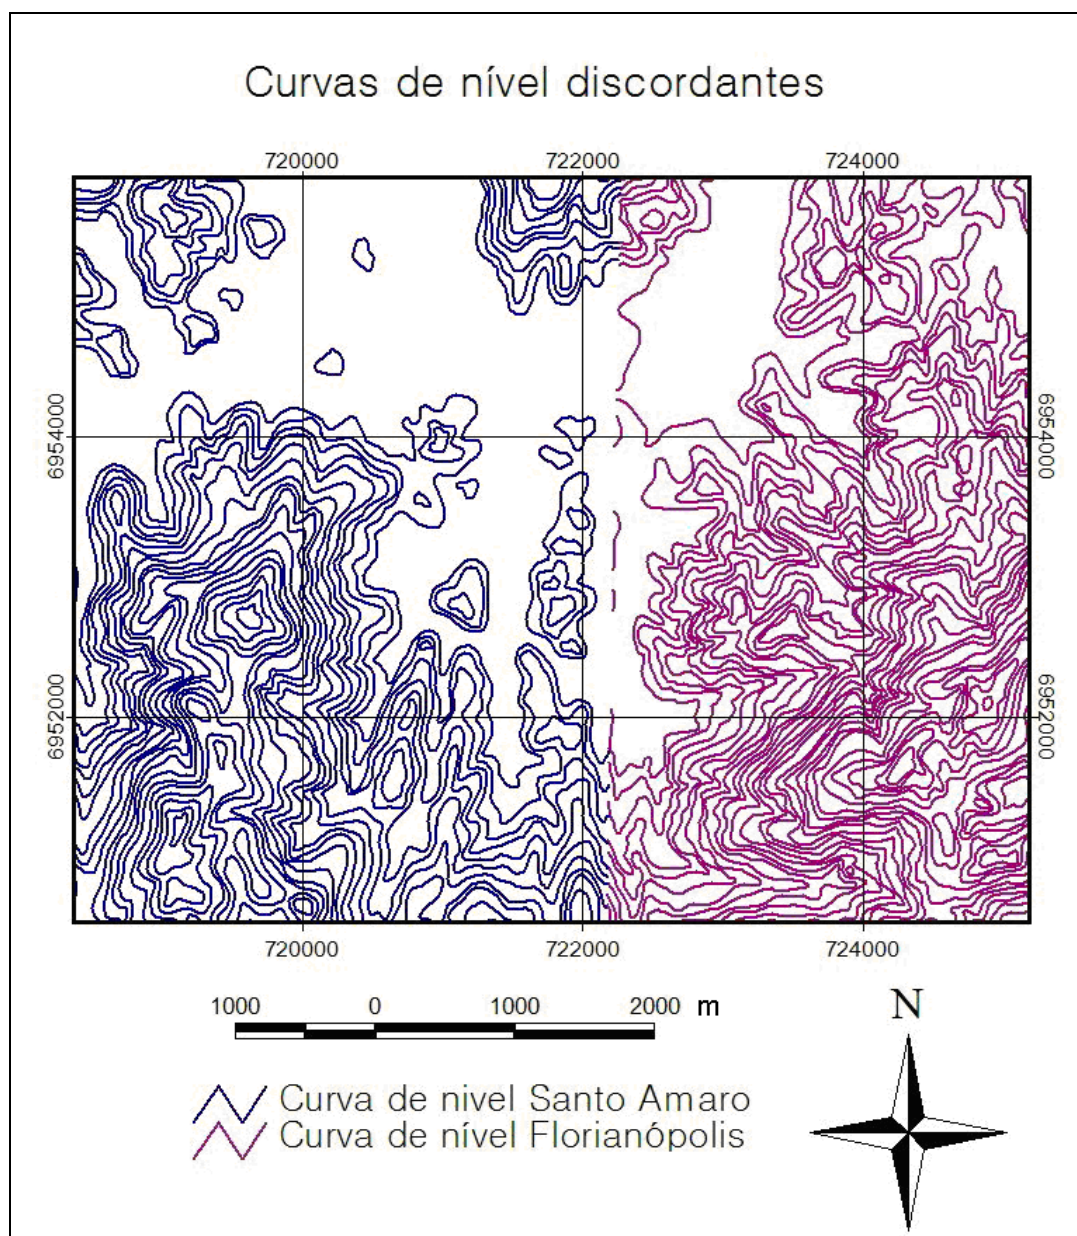 Curvas de nível discordantes
720000 722000 724000
6954000 6954000
6952000 6952000
720000 722000 724000
1000 0 1000 2000 m
N
Curva de nivel Santo Amaro
Curva de nível Florianópolis